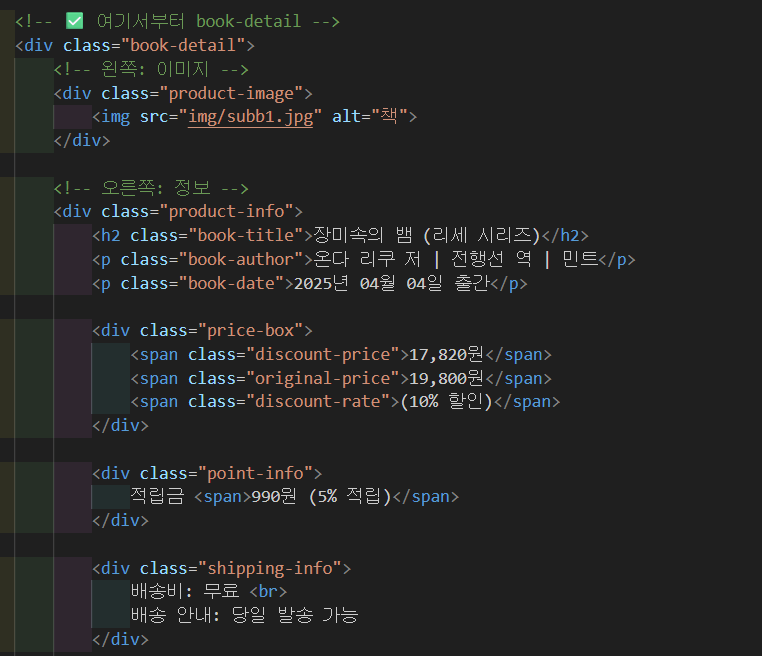 <!-- ✅ 여기서부터 book-detail -->
<div class="book-detail">
<!-- 왼쪽: 이미지 -->
<div class="product-image">
<img src="img/subb1.jpg" alt="책">
</div>
<!-- 오른쪽: 정보 -->
<div class="product-info">
<h2 class="book-title">장미속의 뱀 (리세 시리즈)</h2>
<p class="book-author">온다 리쿠 저 | 전행선 역 | 민트</p>
<p class="book-date">2025년 04월 04일 출간</p>
<div class="price-box">
<span class="discount-price">17,820원</span>
<span class="original-price">19,800원</span>
<span class="discount-rate">(10% 할인)</span>
</div>
<div class="point-info">
적립금 <span>990원 (5% 적립)</span>
</div>
<div class="shipping-info">
배송비: 무료 <br>
배송 안내: 당일 발송 가능
</div>